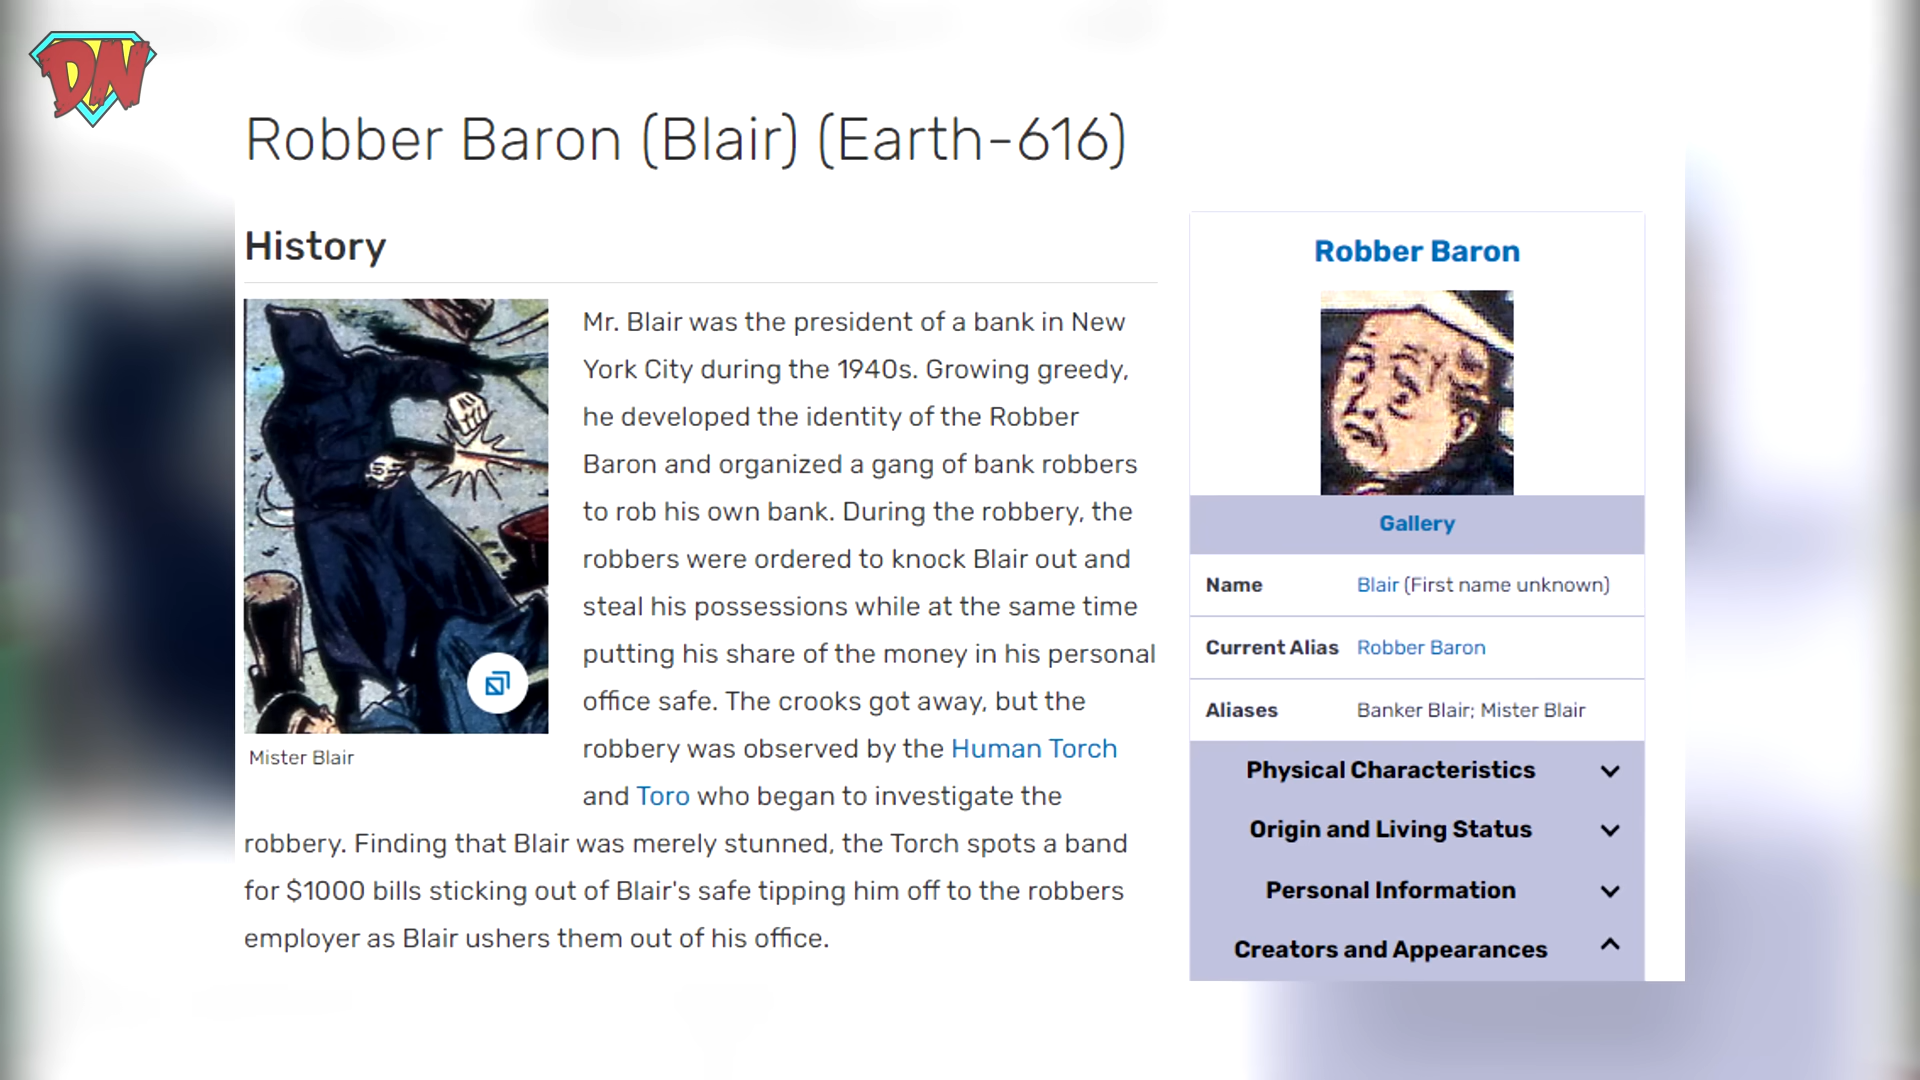 DN
Robber Baron (Blair) (Earth-616)
History
Mr. Blair was the president of a bank in New
York City during the 1940s. Growing greedy,
he developed the identity of the Robber
Baron and organized a gang of bank robbers
to rob his own bank. During the robbery, the
robbers were ordered to knock Blair out and
steal his possessions while at the same time
putting his share of the money in his personal
office safe. The crooks got away, but the
robbery was observed by the Human Torch
and Toro who began to investigate the
robbery. Finding that Blair was merely stunned, the Torch spots a band
for $1000 bills sticking out of Blair's safe tipping him off to the robbers
employer as Blair ushers them out of his office.
Mister Blair
Robber Baron
Gallery
Name Blair (First name unknown)
Current Alias Robber Baron
Aliases Banker Blair; Mister Blair
Physical Characteristics
Origin and Living Status
Personal Information
Creators and Appearances